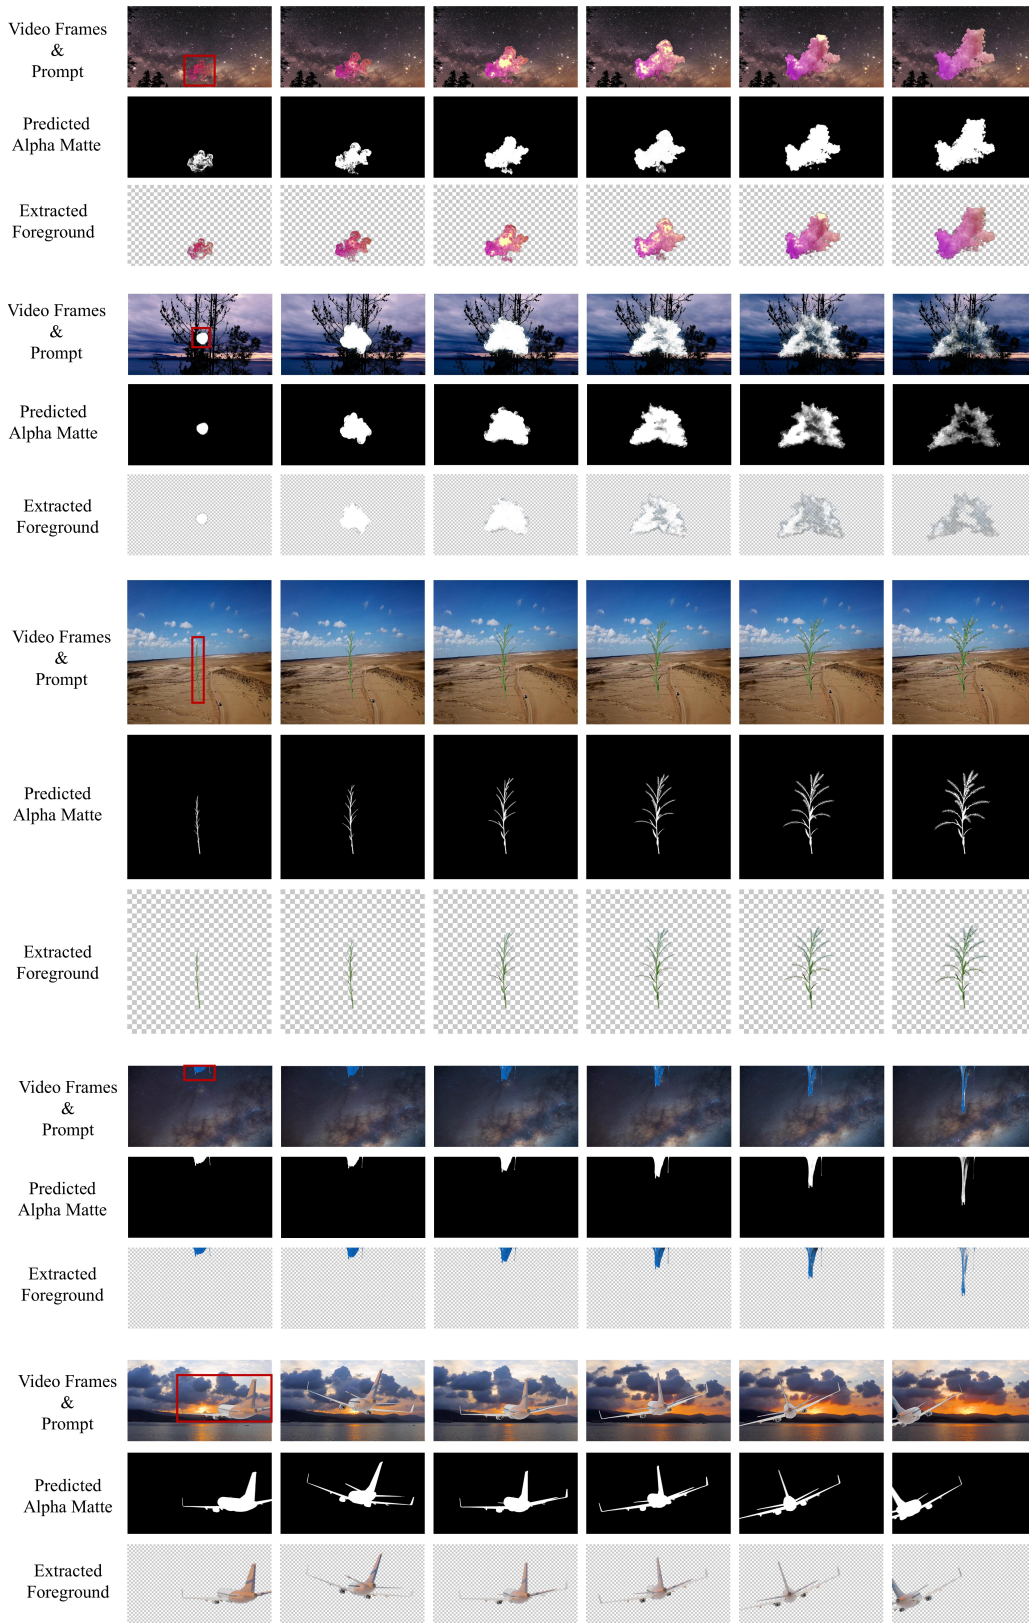 Video Frames
&
Prompt
Predicted
Alpha Matte
Extracted
Foreground
Video Frames
&
Prompt
Predicted
Alpha Matte
Extracted
Foreground
Video Frames
&
Prompt
Predicted
Alpha Matte
Extracted
Foreground
Video Frames
&
Prompt
Predicted
Alpha Matte
Extracted
Foreground
Video Frames
&
Prompt
Predicted
Alpha Matte
Extracted
Foreground